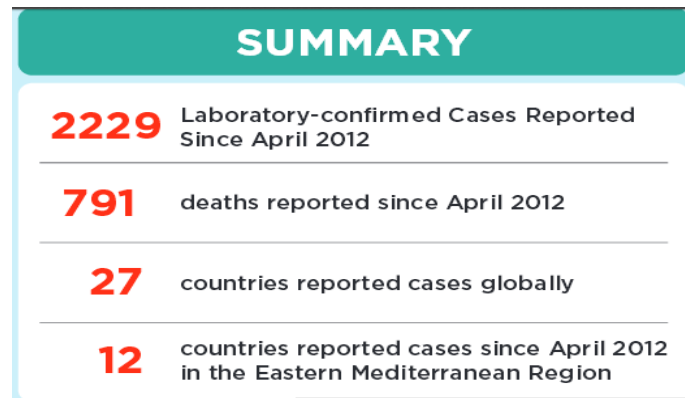 SUMMARY
2229 Laboratory-confirmed Cases Reported
Since April 2012
791 deaths reported since April 2012
27 countries reported cases globally
12 countries reported cases since April 2012
in the Eastern Mediterranean Region